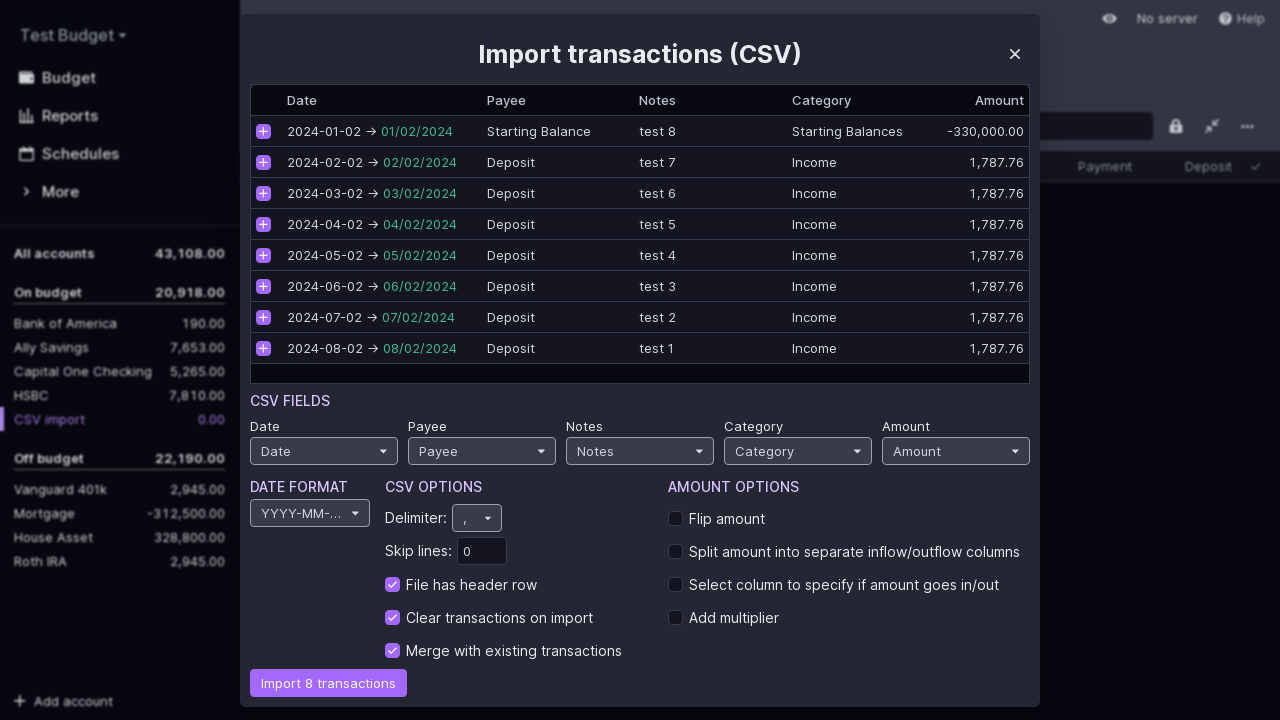 Test Budget
No server
Help
Budget
Reports
Schedules
More
All accounts 43,108.00
On budget 20,918.00
Bank of America 190.00
Ally Savings 7,653.00
Capital One Checking 5,265.00
HSBC 7,810.00
CSV import 0.00
Off budget 22,190.00
Vanguard 401k 2,945.00
Mortgage -312,500.00
House Asset 328,800.00
Roth IRA 2,945.00
Add account
Payment Deposit
Import transactions (CSV)
Date Payee Notes Category Amount
2024-01-02 → 01/02/2024 Starting Balance test 8 Starting Balances -330,000.00
2024-02-02 → 02/02/2024 Deposit test 7 Income 1,787.76
2024-03-02 → 03/02/2024 Deposit test 6 Income 1,787.76
2024-04-02 → 04/02/2024 Deposit test 5 Income 1,787.76
2024-05-02 → 05/02/2024 Deposit test 4 Income 1,787.76
2024-06-02 → 06/02/2024 Deposit test 3 Income 1,787.76
2024-07-02 → 07/02/2024 Deposit test 2 Income 1,787.76
2024-08-02 → 08/02/2024 Deposit test 1 Income 1,787.76
CSV FIELDS
Date Payee Notes Category Amount
Date Payee Notes Category Amount
DATE FORMAT
YYYY-MM-...
CSV OPTIONS
Delimiter: ,
Skip lines: 0
File has header row
Clear transactions on import
Merge with existing transactions
AMOUNT OPTIONS
Flip amount
Split amount into separate inflow/outflow columns
Select column to specify if amount goes in/out
Add multiplier
Import 8 transactions